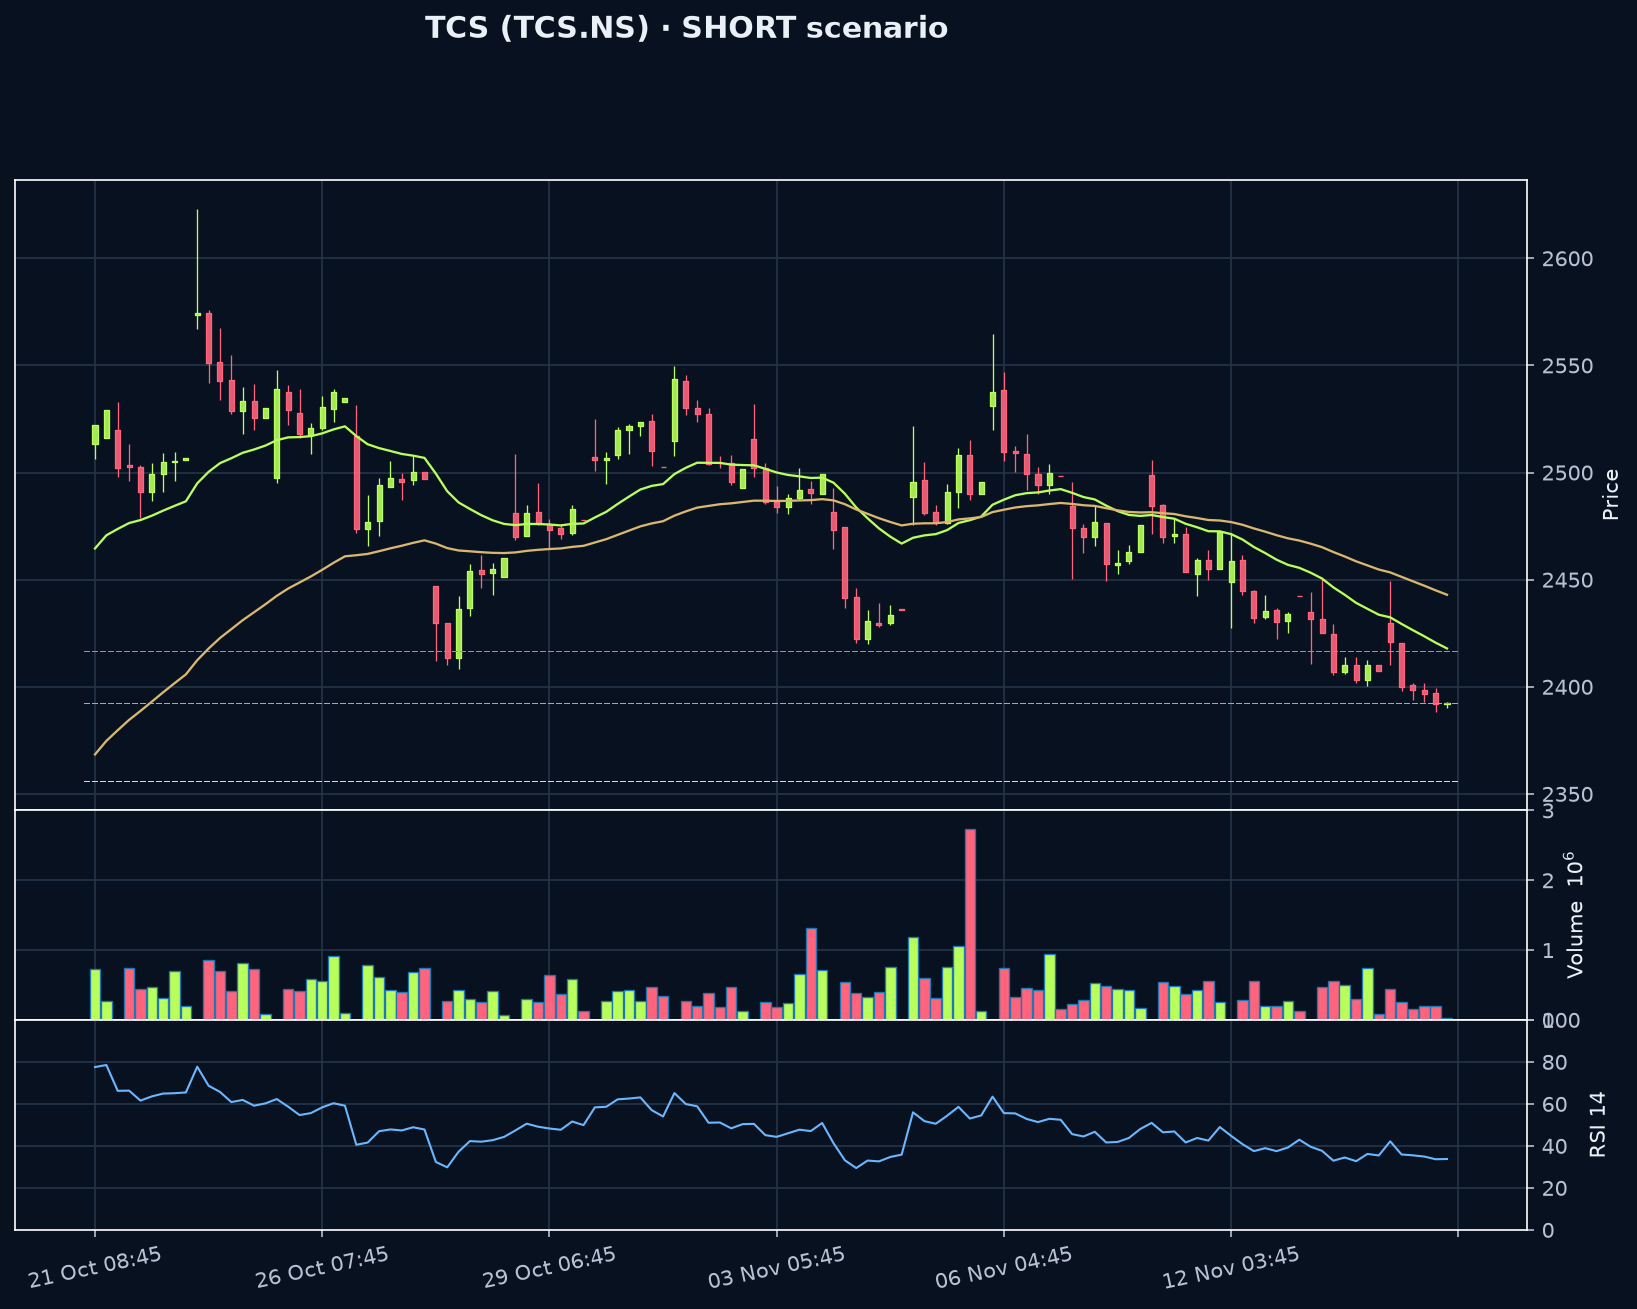 TCS (TCS.NS) · SHORT scenario
2600
2550
2500
2450
2400
2350
Price
3
2
1
0
Volume 10⁶
100
80
60
40
20
0
RSI 14
21 Oct 08:45
26 Oct 07:45
29 Oct 06:45
03 Nov 05:45
06 Nov 04:45
12 Nov 03:45